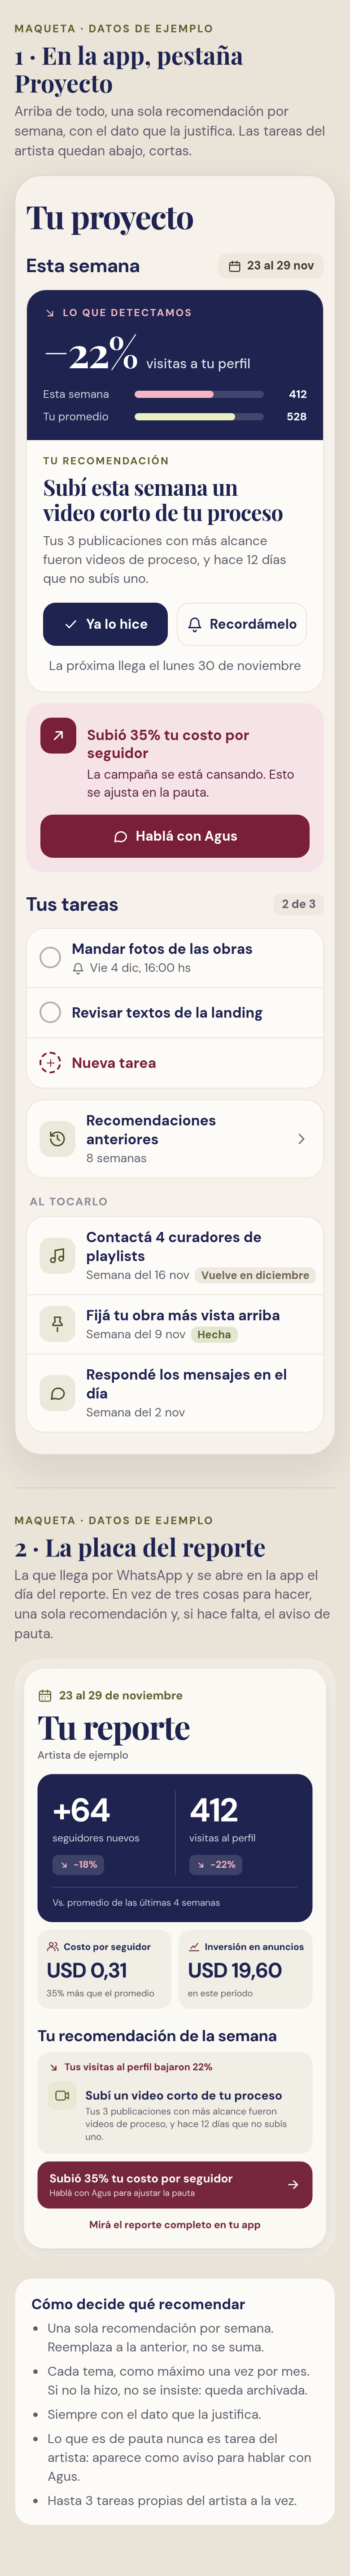 MAQUETA · DATOS DE EJEMPLO
1 · En la app, pestaña
Proyecto
Arriba de todo, una sola recomendación por
semana, con el dato que la justifica. Las tareas del
artista quedan abajo, cortas.
Tu proyecto
Esta semana
23 al 29 nov
LO QUE DETECTAMOS
−22% visitas a tu perfil
Esta semana 412
Tu promedio 528
TU RECOMENDACIÓN
Subí esta semana un
video corto de tu proceso
Tus 3 publicaciones con más alcance
fueron videos de proceso, y hace 12 días
que no subís uno.
Ya lo hice
Recordámelo
La próxima llega el lunes 30 de noviembre
Subió 35% tu costo por
seguidor
La campaña se está cansando. Esto
se ajusta en la pauta.
Hablá con Agus
Tus tareas
2 de 3
Mandar fotos de las obras
Vie 4 dic, 16:00 hs
Revisar textos de la landing
Nueva tarea
Recomendaciones
anteriores
8 semanas
AL TOCARLO
Contactá 4 curadores de
playlists
Semana del 16 nov Vuelve en diciembre
Fijá tu obra más vista arriba
Semana del 9 nov Hecha
Respondé los mensajes en el
día
Semana del 2 nov
MAQUETA · DATOS DE EJEMPLO
2 · La placa del reporte
La que llega por WhatsApp y se abre en la app el
día del reporte. En vez de tres cosas para hacer,
una sola recomendación y, si hace falta, el aviso de
pauta.
23 al 29 de noviembre
Tu reporte
Artista de ejemplo
+64
seguidores nuevos
-18%
412
visitas al perfil
-22%
Vs. promedio de las últimas 4 semanas
Costo por seguidor
USD 0,31
35% más que el promedio
Inversión en anuncios
USD 19,60
en este período
Tu recomendación de la semana
Tus visitas al perfil bajaron 22%
Subí un video corto de tu proceso
Tus 3 publicaciones con más alcance fueron
videos de proceso, y hace 12 días que no subís
uno.
Subió 35% tu costo por seguidor
Hablá con Agus para ajustar la pauta
Mirá el reporte completo en tu app
Cómo decide qué recomendar
• Una sola recomendación por semana.
Reemplaza a la anterior, no se suma.
• Cada tema, como máximo una vez por mes.
Si no la hizo, no se insiste: queda archivada.
• Siempre con el dato que la justifica.
• Lo que es de pauta nunca es tarea del
artista: aparece como aviso para hablar con
Agus.
• Hasta 3 tareas propias del artista a la vez.